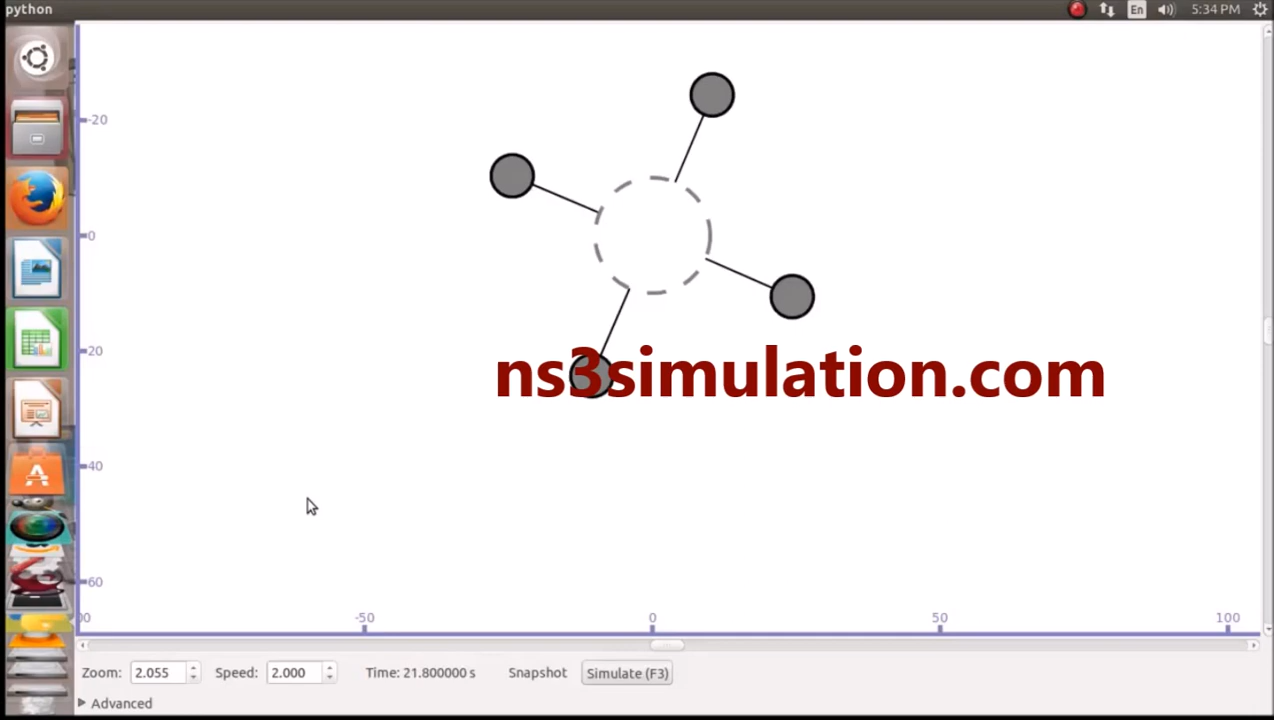 python
En
5:34 PM
-20
0
20
ns3simulation.com
40
60
-50
0
50
100
Zoom: 2.055 Speed: 2.000 Time: 21.800000 s Snapshot Simulate (F3)
Advanced